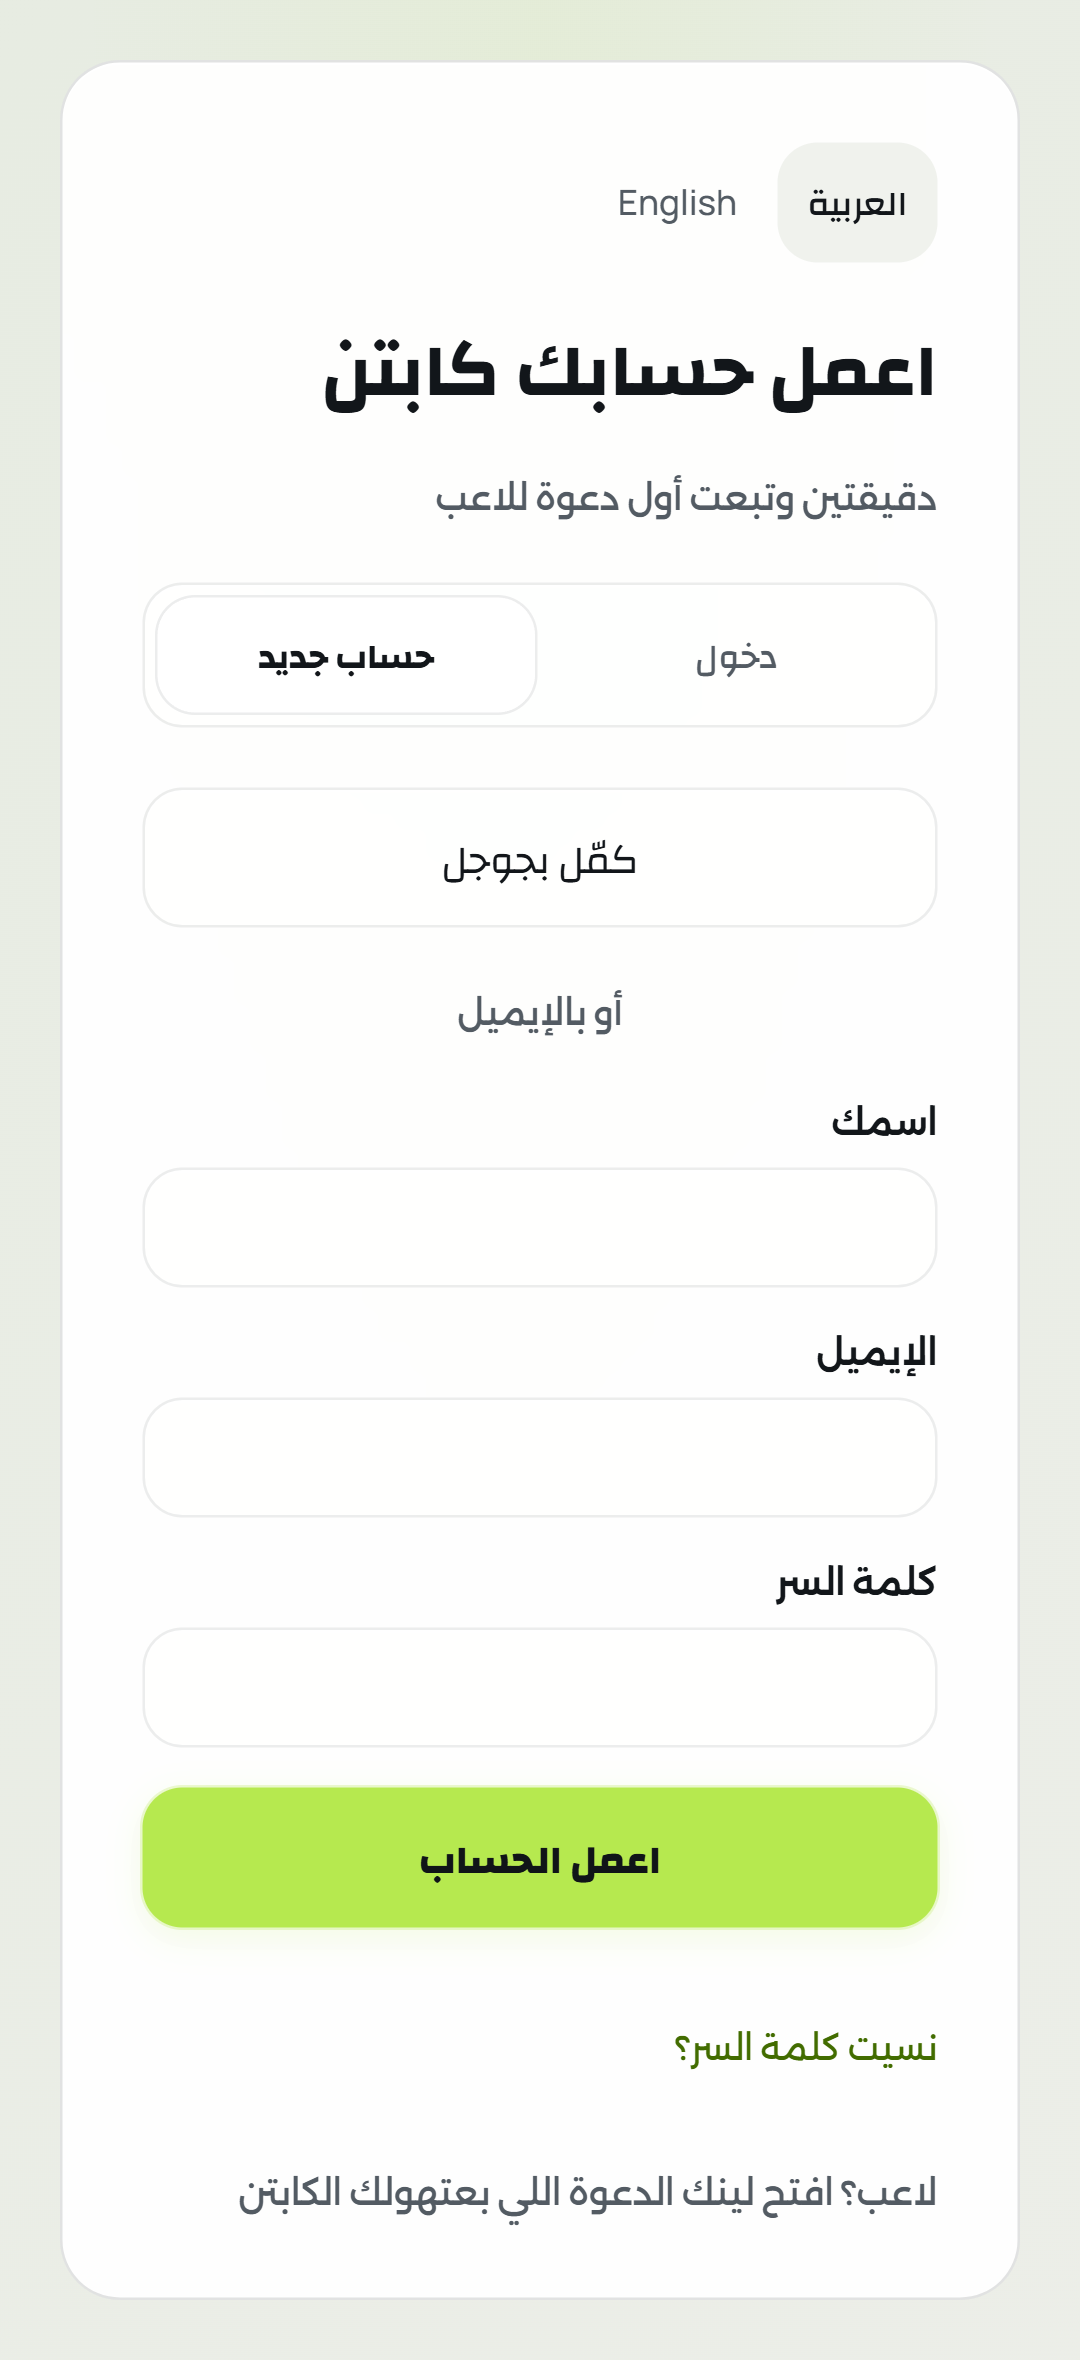 العربية English
اعمل حسابك كابتن
دقيقتين وتبعت أول دعوة للاعب
دخول حساب جديد
كمّل بجوجل
أو بالإيميل
اسمك
الإيميل
كلمة السر
اعمل الحساب
نسيت كلمة السر؟
لاعب؟ افتح لينك الدعوة اللي بعتهولك الكابتن